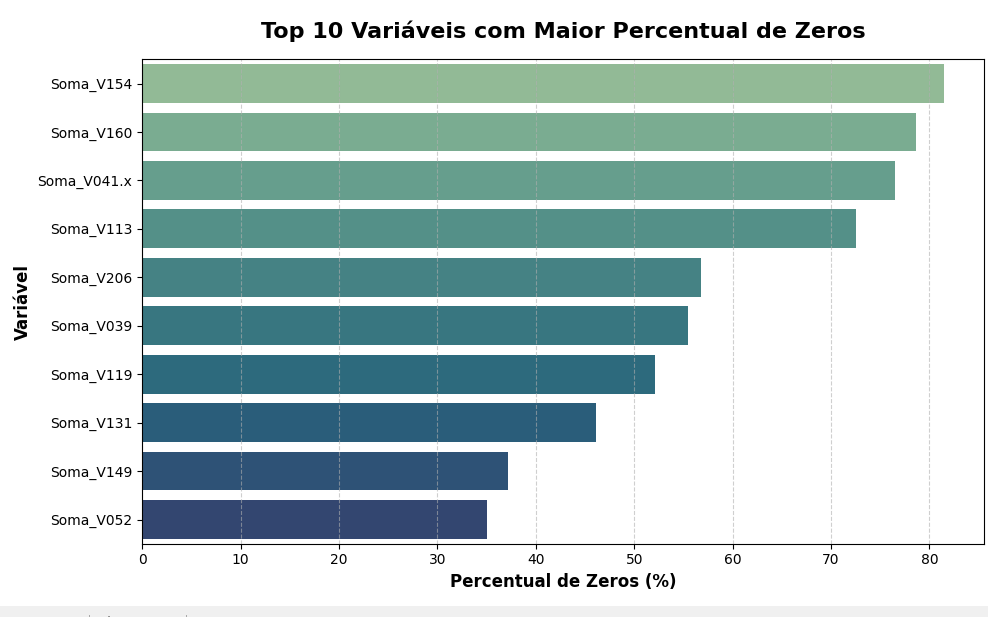 Top 10 Variáveis com Maior Percentual de Zeros
Variável
Soma_V154
Soma_V160
Soma_V041.x
Soma_V113
Soma_V206
Soma_V039
Soma_V119
Soma_V131
Soma_V149
Soma_V052
0 10 20 30 40 50 60 70 80
Percentual de Zeros (%)